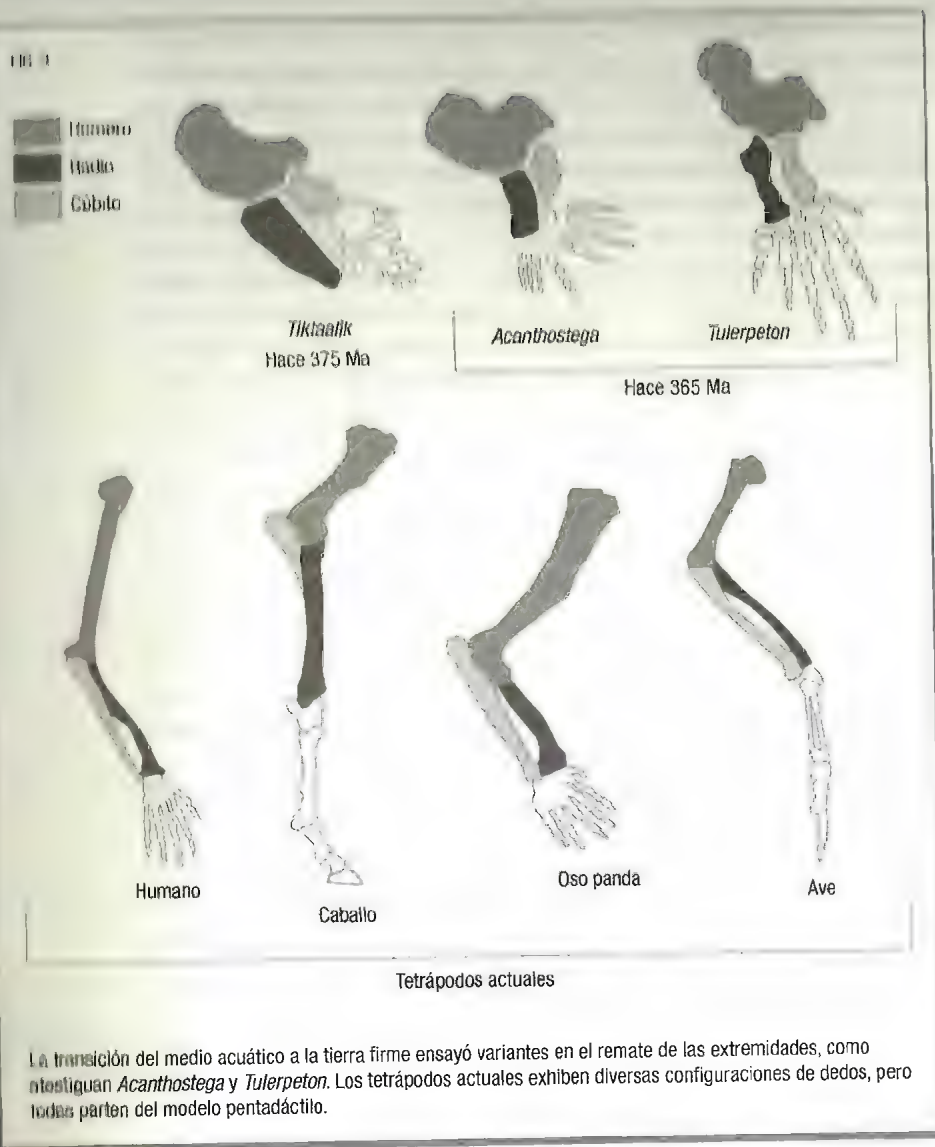 Húmero
Radio
Cúbito
Tiktaalik
Hace 375 Ma
Acanthostega
Tulerpeton
Hace 365 Ma
Humano
Caballo
Oso panda
Ave
Tetrápodos actuales
La transición del medio acuático a la tierra firme ensayó variantes en el remate de las extremidades, como
atestiguan Acanthostega y Tulerpeton. Los tetrápodos actuales exhiben diversas configuraciones de dedos, pero
todas parten del modelo pentadáctilo.